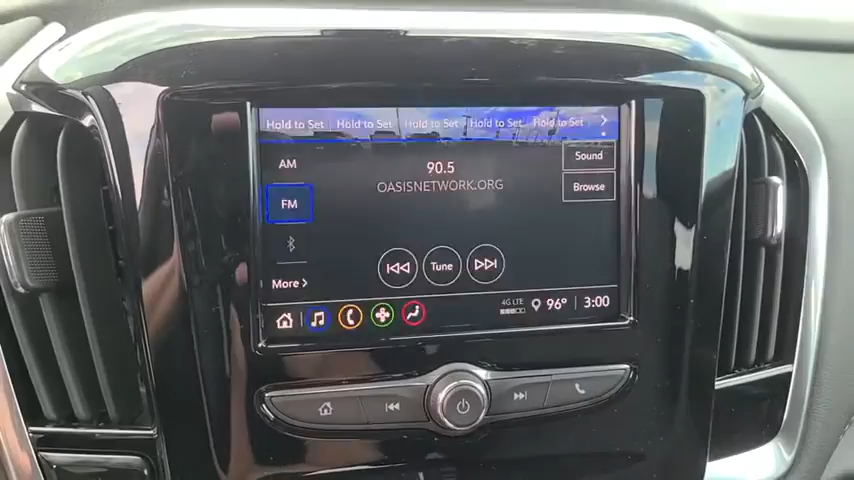 Hold to Set Hold to Set Hold to Set Hold to Set Hold to Set
AM
90.5
Sound
OASISNETWORK.ORG
Browse
FM
Tune
More
4G LTE
96° 3:00